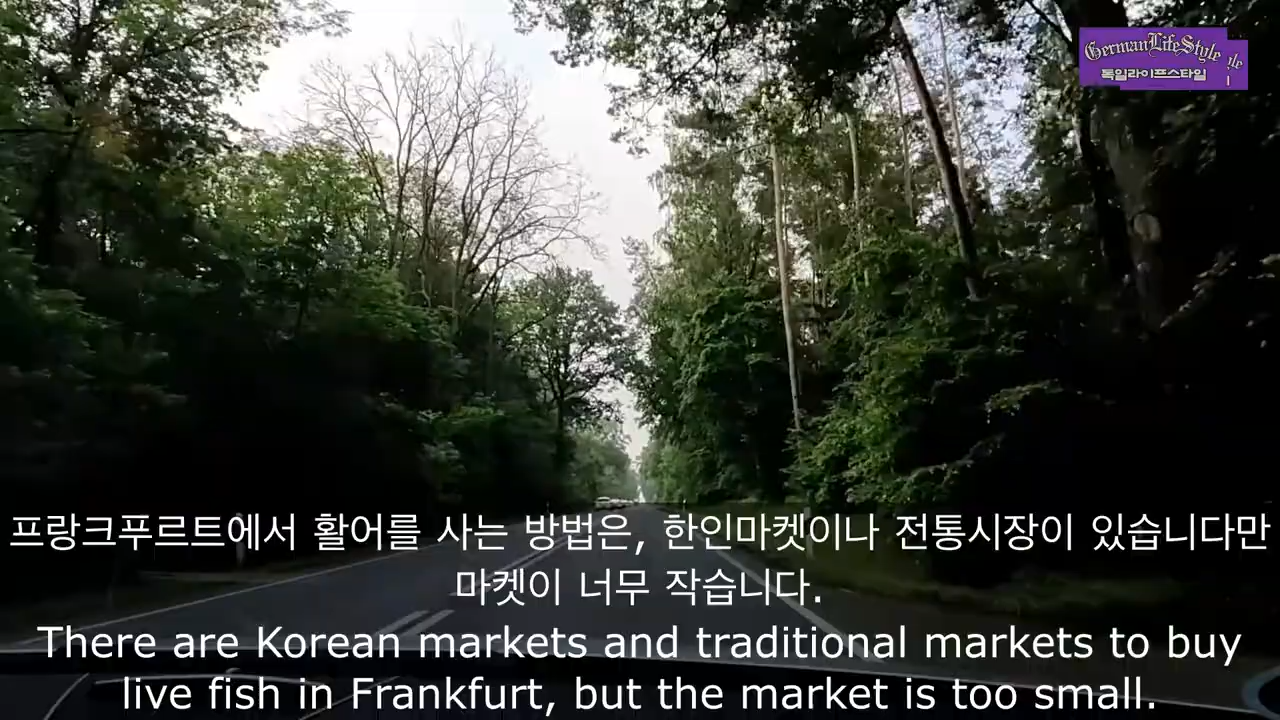 GermanLifeStyle ile
독일라이프스타일
프랑크푸르트에서 활어를 사는 방법은, 한인마켓이나 전통시장이 있습니다만
마켓이 너무 작습니다.
There are Korean markets and traditional markets to buy
live fish in Frankfurt, but the market is too small.